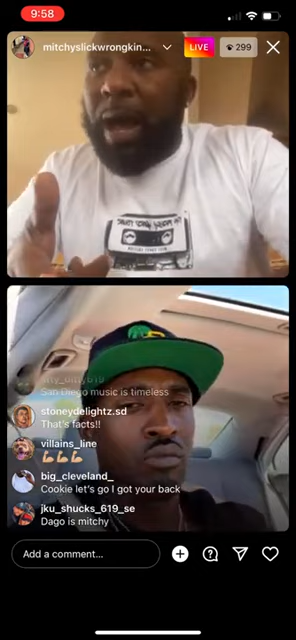 9:58
mitchyslickwrongkin...
LIVE
299
San Diego music is timeless
stoneydelightz.sd
That's facts!!
villains_line
💪🏼💪🏼💪🏼
big_cleveland_
Cookie let's go I got your back
jku_shucks_619_se
Dago is mitchy
Add a comment...